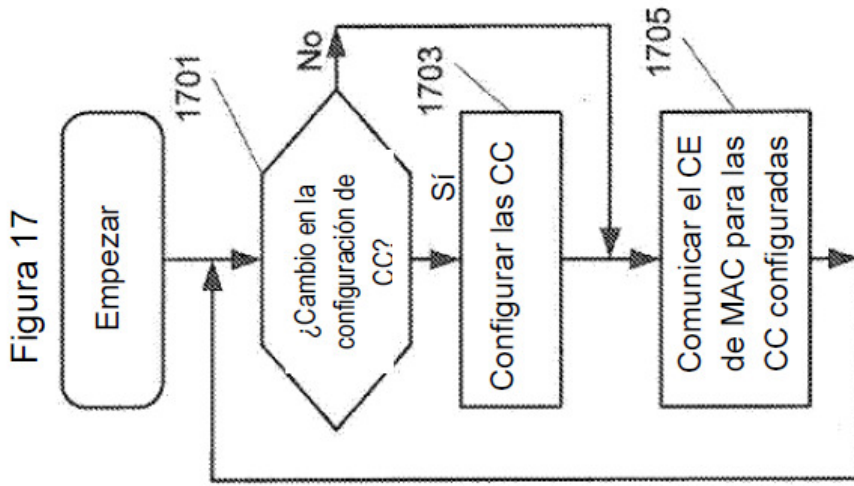 Figura 17
Empezar
1701
¿Cambio en la
configuración de
CC?
No
Sí
1703
Configurar las CC
1705
Comunicar el CE
de MAC para las
CC configuradas